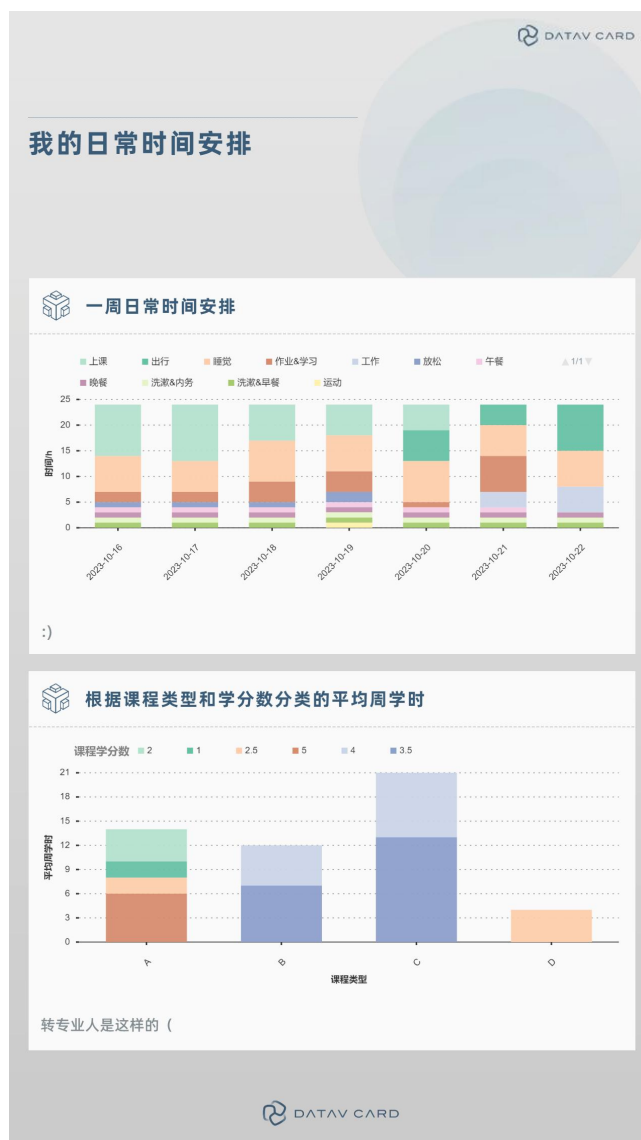 DATAV CARD
我的日常时间安排
一周日常时间安排
上课 出行 睡觉 作业&学习 工作 放松 午餐 1/1
晚餐 洗漱&内务 洗漱&早餐 运动
时间/h
25
20
15
10
5
0
2023-10-16 2023-10-17 2023-10-18 2023-10-19 2023-10-20 2023-10-21 2023-10-22
:)
根据课程类型和学分数分类的平均周学时
课程学分数 2 1 2.5 5 4 3.5
平均周学时
21
18
15
12
9
6
3
0
A B C D
课程类型
转专业人是这样的（
DATAV CARD